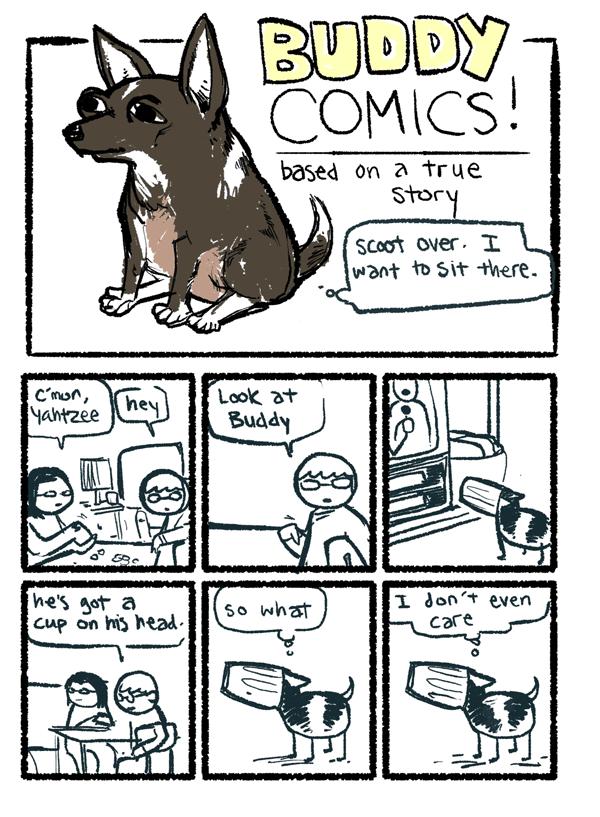 BUDDY
COMICS!
based on a true
story
scoot over. I
want to sit there.
c'mon,
yahtzee
hey
Look at
Buddy
he's got a
cup on his head.
so what
I don't even
care